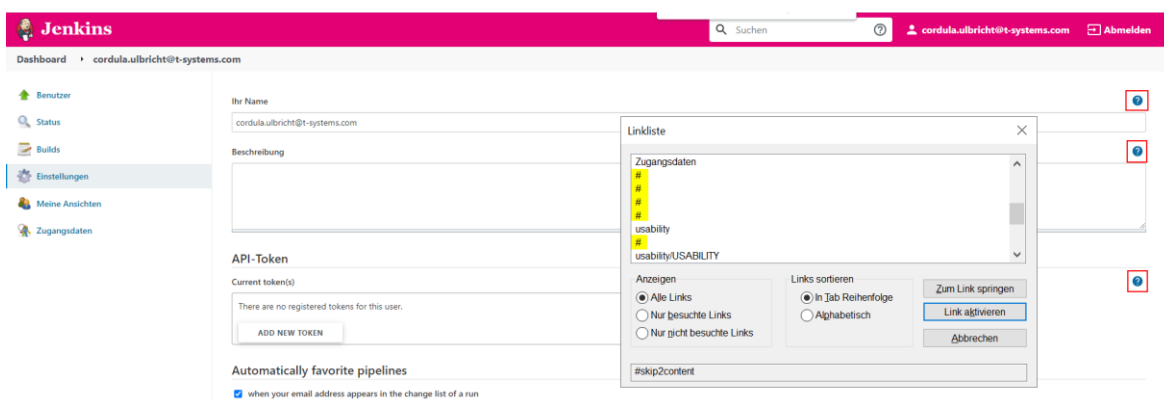 Jenkins
Suchen
cordula.ulbricht@t-systems.com
Abmelden
Dashboard
cordula.ulbricht@t-systems.com
Benutzer
Status
Builds
Einstellungen
Meine Ansichten
Zugangsdaten
Ihr Name
cordula.ulbricht@t-systems.com
Beschreibung
API-Token
Current token(s)
There are no registered tokens for this user.
ADD NEW TOKEN
Automatically favorite pipelines
when your email address appears in the change list of a run
Linkliste
Zugangsdaten
#
#
#
#
usability
#
usability/USABILITY
Anzeigen
Alle Links
Nur besuchte Links
Nur nicht besuchte Links
Links sortieren
In Tab Reihenfolge
Alphabetisch
Zum Link springen
Link aktivieren
Abbrechen
#skip2content